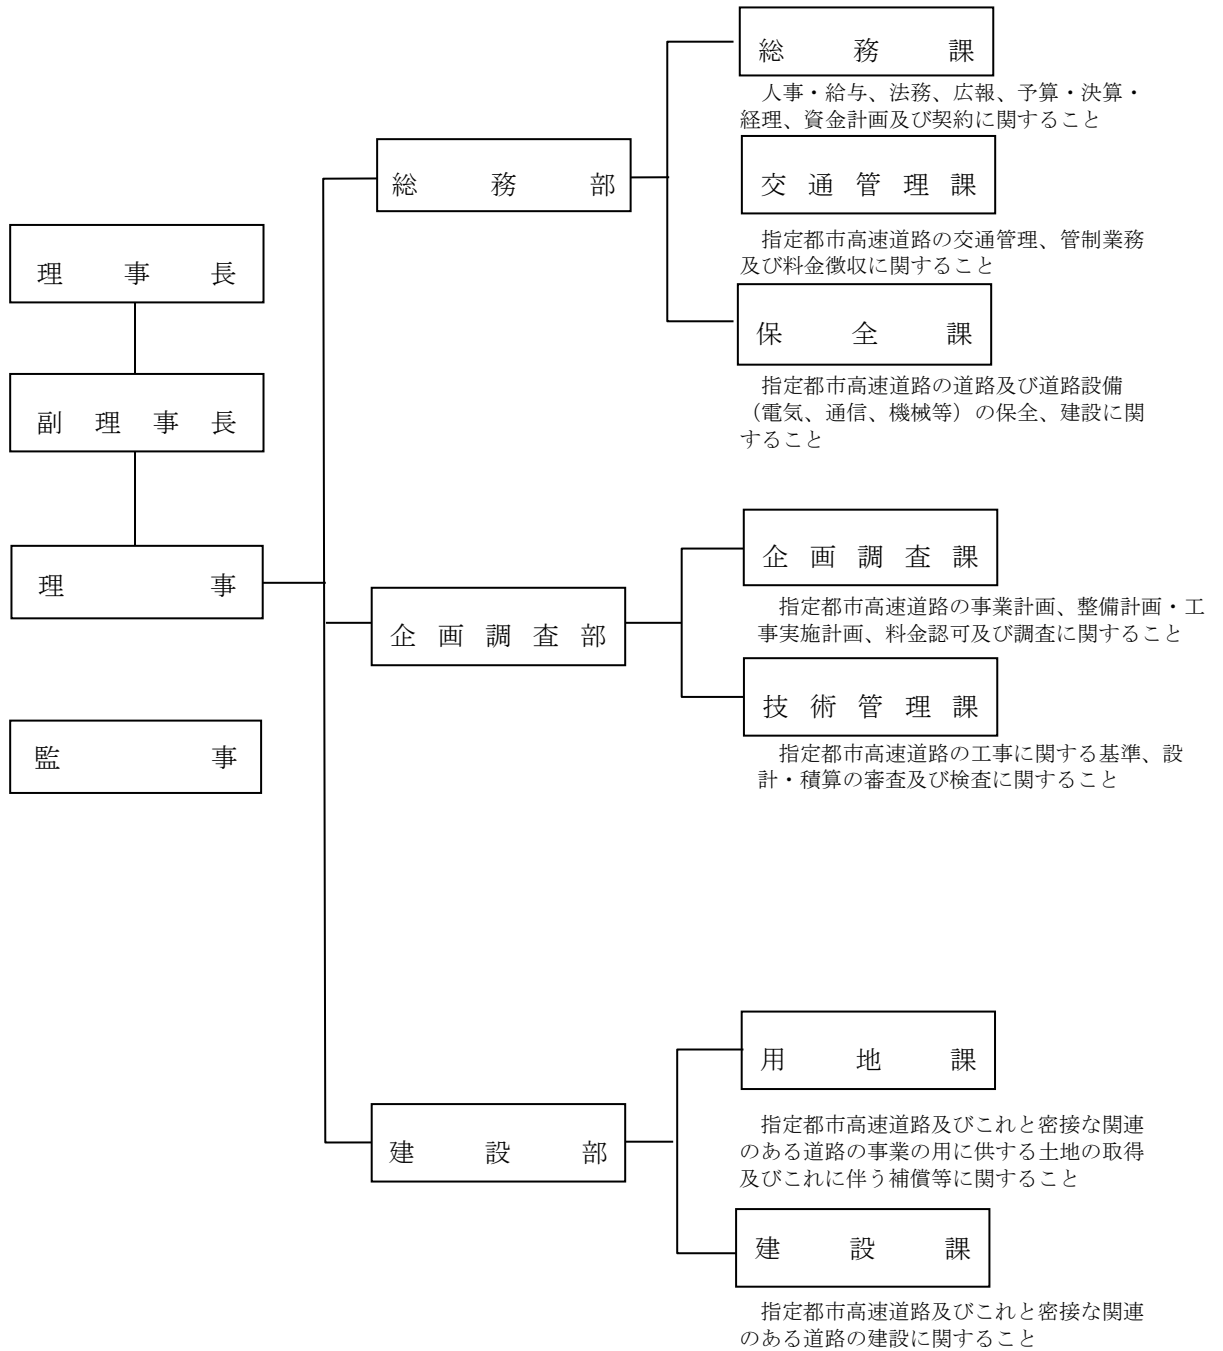 理事長
副理事長
理事
監事
総務部
総務課
人事・給与、法務、広報、予算・決算・
経理、資金計画及び契約に関すること
交通管理課
指定都市高速道路の交通管理、管制業務
及び料金徴収に関すること
保全課
指定都市高速道路の道路及び道路設備
（電気、通信、機械等）の保全、建設に関
すること
企画調査部
企画調査課
指定都市高速道路の事業計画、整備計画・工
事実施計画、料金認可及び調査に関すること
技術管理課
指定都市高速道路の工事に関する基準、設
計・積算の審査及び検査に関すること
建設部
用地課
指定都市高速道路及びこれと密接な関連
のある道路の事業の用に供する土地の取得
及びこれに伴う補償等に関すること
建設課
指定都市高速道路及びこれと密接な関連
のある道路の建設に関すること